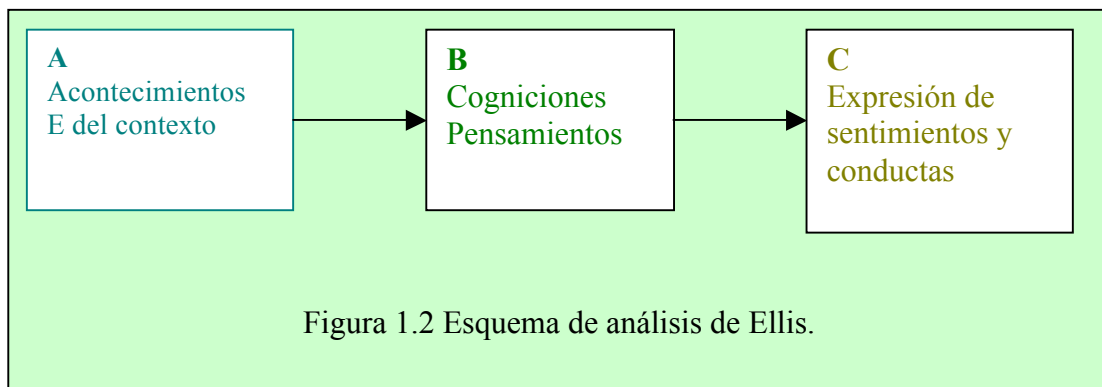 A
Acontecimientos
E del contexto
B
Cogniciones
Pensamientos
C
Expresión de
sentimientos y
conductas
Figura 1.2 Esquema de análisis de Ellis.